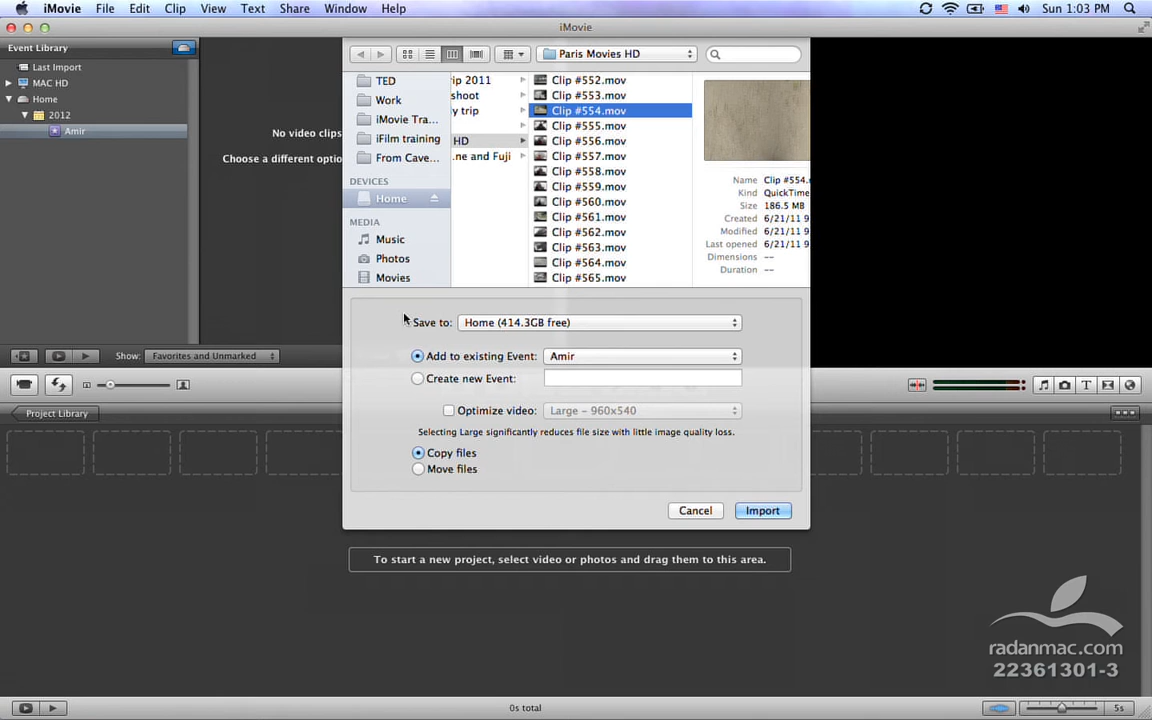 iMovie File Edit Clip View Text Share Window Help
Sun 1:03 PM
iMovie
Event Library
Last Import
MAC HD
Home
2012
Amir
No video clips
Choose a different optio
Show: Favorites and Unmarked
Paris Movies HD
TED
Work
iMovie Tra...
iFilm training
From Cave...
DEVICES
Home
MEDIA
Music
Photos
Movies
rip 2011
shoot
y trip
HD
...ne and Fuji
Clip #552.mov
Clip #553.mov
Clip #554.mov
Clip #555.mov
Clip #556.mov
Clip #557.mov
Clip #558.mov
Clip #559.mov
Clip #560.mov
Clip #561.mov
Clip #562.mov
Clip #563.mov
Clip #564.mov
Clip #565.mov
Name Clip #554.
Kind QuickTime
Size 186.5 MB
Created 6/21/11 9
Modified 6/21/11 9
Last opened 6/21/11 9
Dimensions --
Duration --
Save to: Home (414.3GB free)
Add to existing Event: Amir
Create new Event:
Optimize video: Large – 960x540
Selecting Large significantly reduces file size with little image quality loss.
Copy files
Move files
Cancel Import
Project Library
To start a new project, select video or photos and drag them to this area.
radanmac.com
22361301-3
0s total
5s